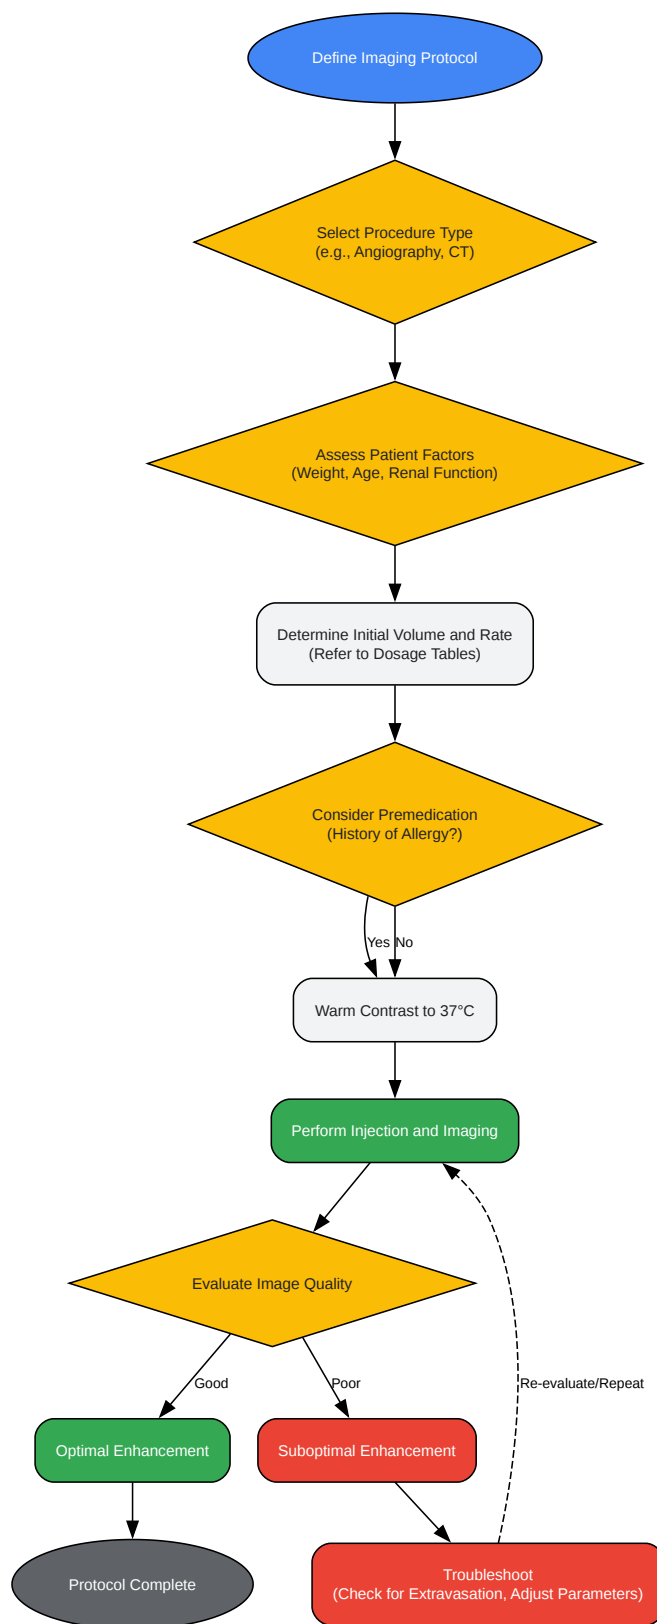 Define Imaging Protocol
Select Procedure Type
(e.g., Angiography, CT)
Assess Patient Factors
(Weight, Age, Renal Function)
Determine Initial Volume and Rate
(Refer to Dosage Tables)
Consider Premedication
(History of Allergy?)
Yes
No
Warm Contrast to 37°C
Perform Injection and Imaging
Evaluate Image Quality
Good
Poor
Re-evaluate/Repeat
Optimal Enhancement
Suboptimal Enhancement
Protocol Complete
Troubleshoot
(Check for Extravasation, Adjust Parameters)